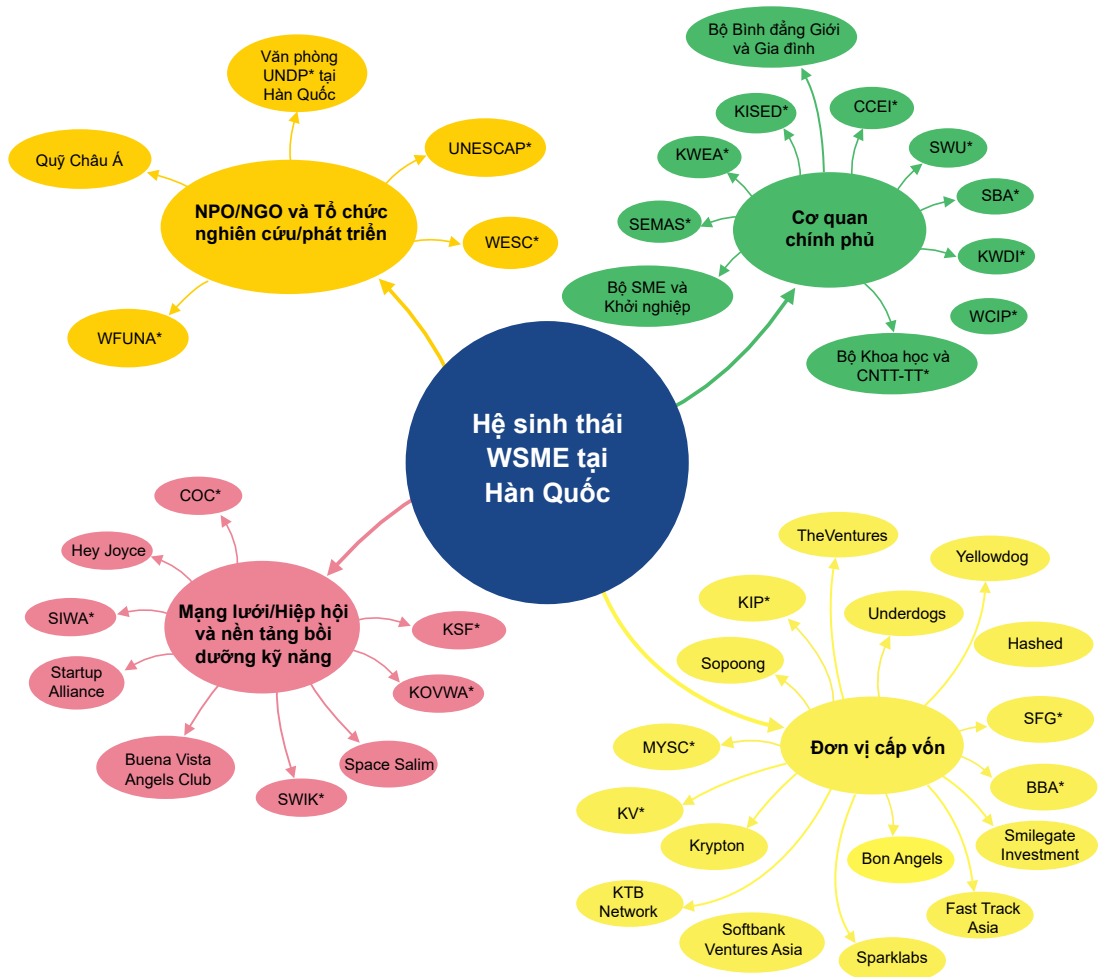 Văn phòng
UNDP* tại
Hàn Quốc
Quỹ Châu Á
UNESCAP*
NPO/NGO và Tổ chức
nghiên cứu/phát triển
WESC*
WFUNA*
Bộ Bình đẳng Giới
và Gia đình
KISED*
CCEI*
KWEA*
SWU*
SEMAS*
SBA*
Cơ quan
chính phủ
KWDI*
Bộ SME và
Khởi nghiệp
WCIP*
Bộ Khoa học và
CNTT-TT*
Hệ sinh thái
WSME tại
Hàn Quốc
COC*
Hey Joyce
SIWA*
Mạng lưới/Hiệp hội
và nền tảng bồi
dưỡng kỹ năng
KSF*
Startup
Alliance
KOVWA*
Buena Vista
Angels Club
Space Salim
SWIK*
TheVentures
Yellowdog
KIP*
Underdogs
Hashed
Sopoong
SFG*
MYSC*
Đơn vị cấp vốn
BBA*
KV*
Krypton
Bon Angels
Smilegate
Investment
KTB
Network
Softbank
Ventures Asia
Sparklabs
Fast Track
Asia